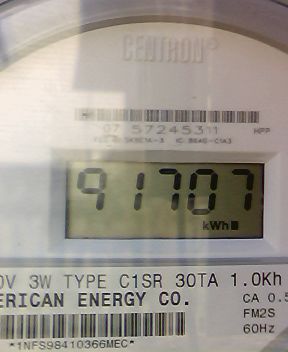 CENTRON®
07 57245311 HPP
91707
kWh
0V 3W TYPE C1SR 30TA 1.0Kh
ERICAN ENERGY CO.
CA 0.5
FM2S
60Hz
*1NFS98410366MEC*